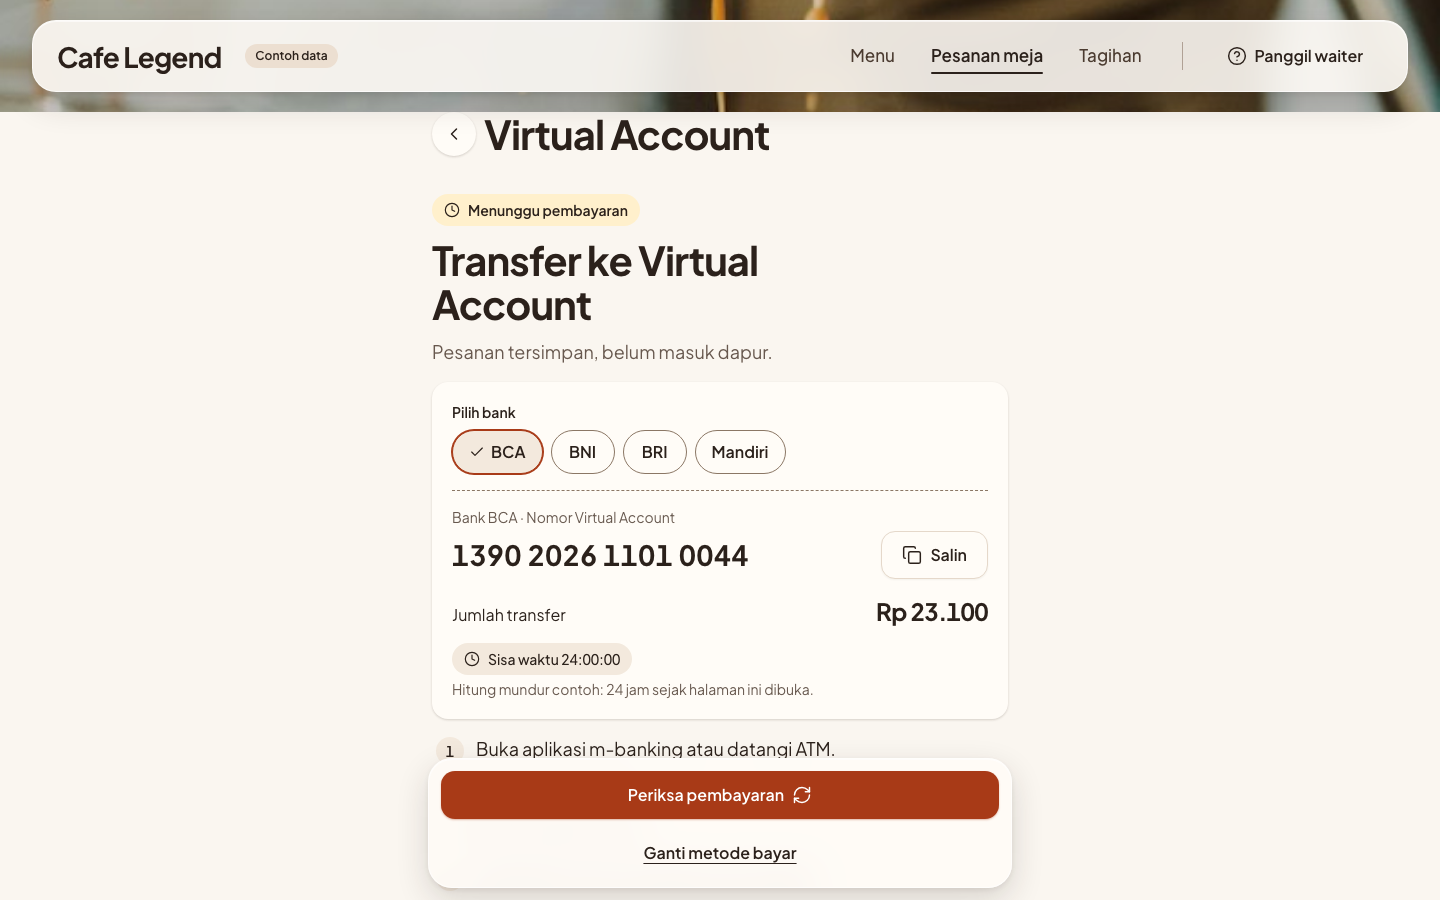 Cafe Legend
Contoh data
Menu
Pesanan meja
Tagihan
Panggil waiter
Virtual Account
Menunggu pembayaran
Transfer ke Virtual
Account
Pesanan tersimpan, belum masuk dapur.
Pilih bank
BCA
BNI
BRI
Mandiri
Bank BCA · Nomor Virtual Account
1390 2026 1101 0044
Salin
Jumlah transfer
Rp 23.100
Sisa waktu 24:00:00
Hitung mundur contoh: 24 jam sejak halaman ini dibuka.
1 Buka aplikasi m-banking atau datangi ATM.
Periksa pembayaran
Ganti metode bayar